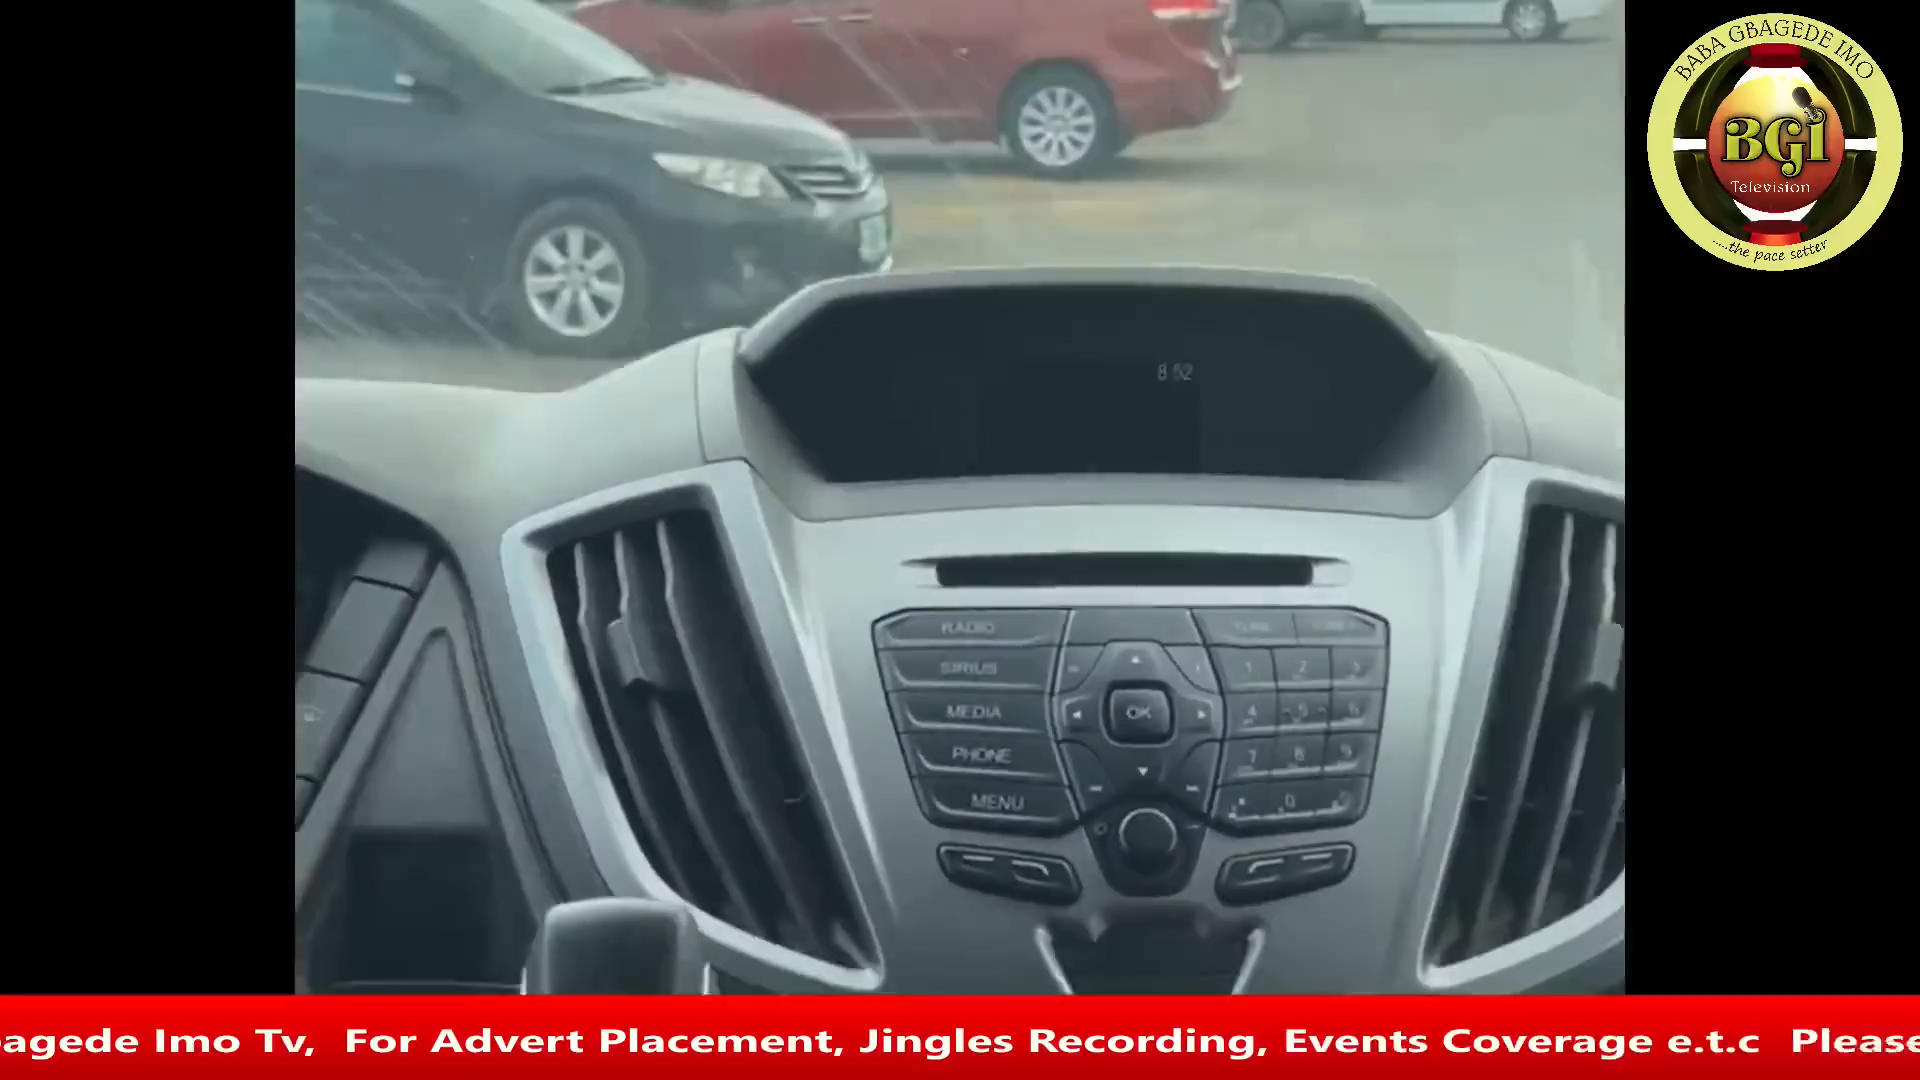 BABA GBAGEDE IMO
BGI
Television
.....the pace setter
8:52
RADIO
SIRIUS
MEDIA
PHONE
MENU
OK
1 2 3
4 5 6
7 8 9
* 0
agede Imo Tv, For Advert Placement, Jingles Recording, Events Coverage e.t.c Please